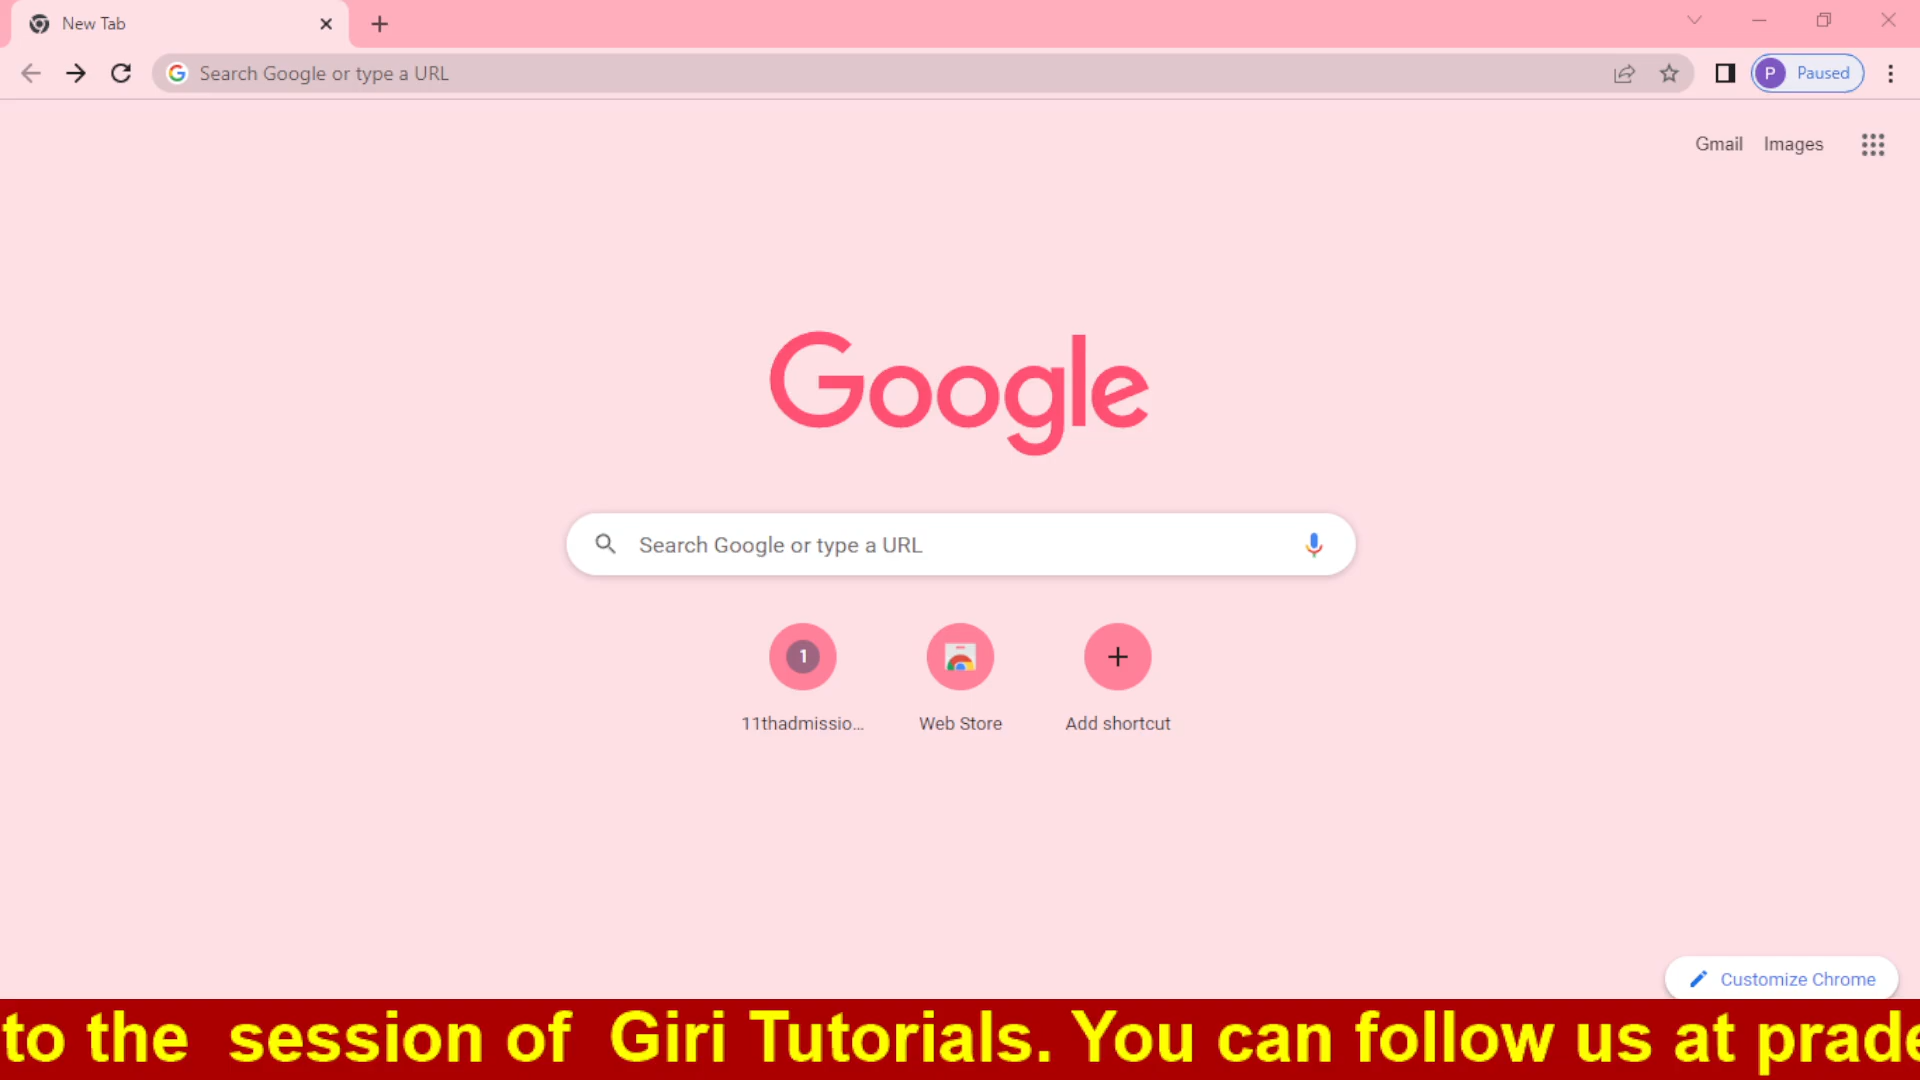 New Tab
Search Google or type a URL
P Paused
Gmail Images
Google
Search Google or type a URL
1
11thadmissio... Web Store Add shortcut
Customize Chrome
to the session of Giri Tutorials. You can follow us at prade